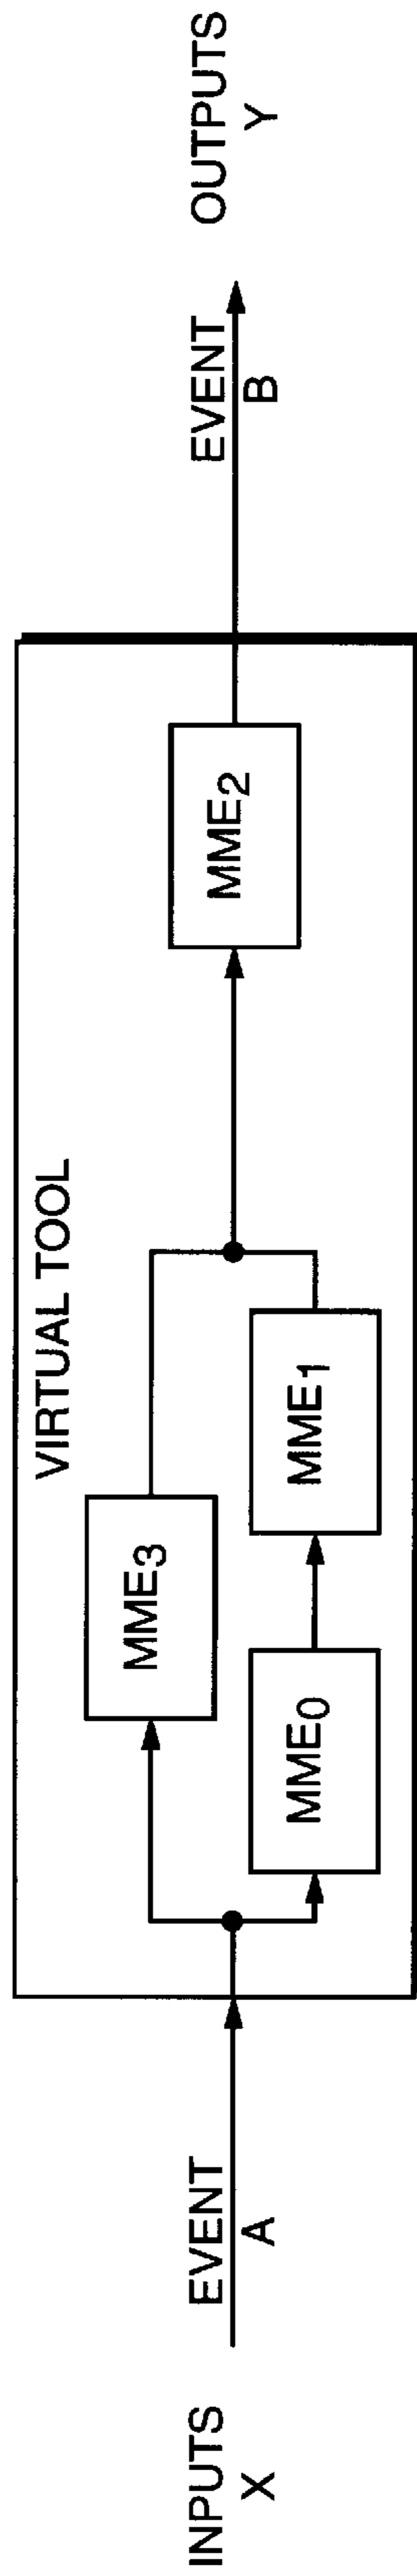 VIRTUAL TOOL
INPUTS
X
EVENT
A
MME3
MME0
MME1
MME2
EVENT
B
OUTPUTS
Y